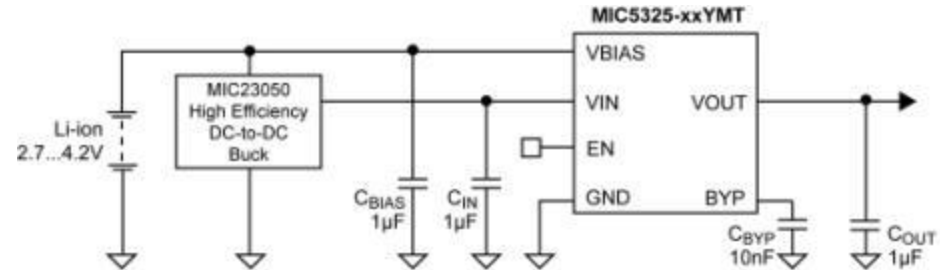 MIC5325-xxYMT
VBIAS
MIC23050
High Efficiency
DC-to-DC
Buck
VIN
VOUT
Li-ion
2.7...4.2V
EN
GND
BYP
CBIAS
1µF
CIN
1µF
CBYP
10nF
COUT
1µF